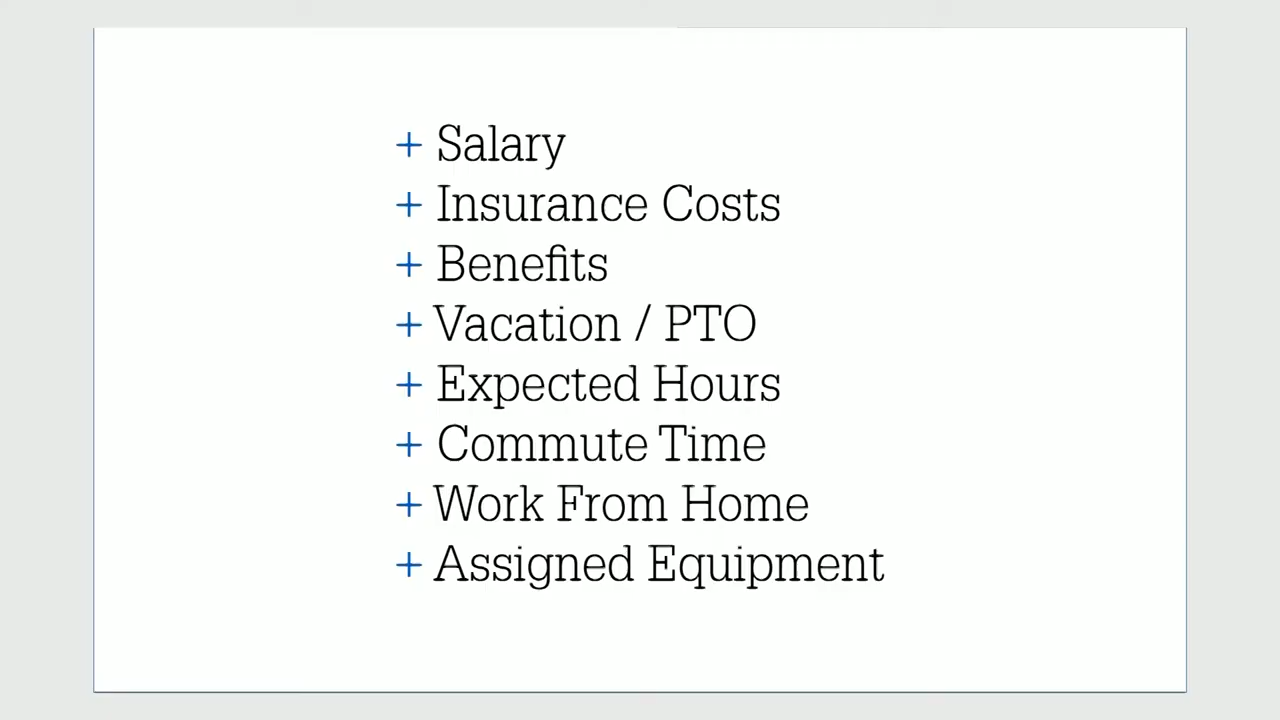 + Salary
+ Insurance Costs
+ Benefits
+ Vacation / PTO
+ Expected Hours
+ Commute Time
+ Work From Home
+ Assigned Equipment